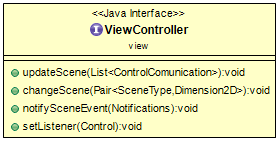 <<Java Interface>>
I ViewController
view
updateScene(List<ControlComunication>):void
changeScene(Pair<SceneType,Dimension2D>):void
notifySceneEvent(Notifications):void
setListener(Control):void